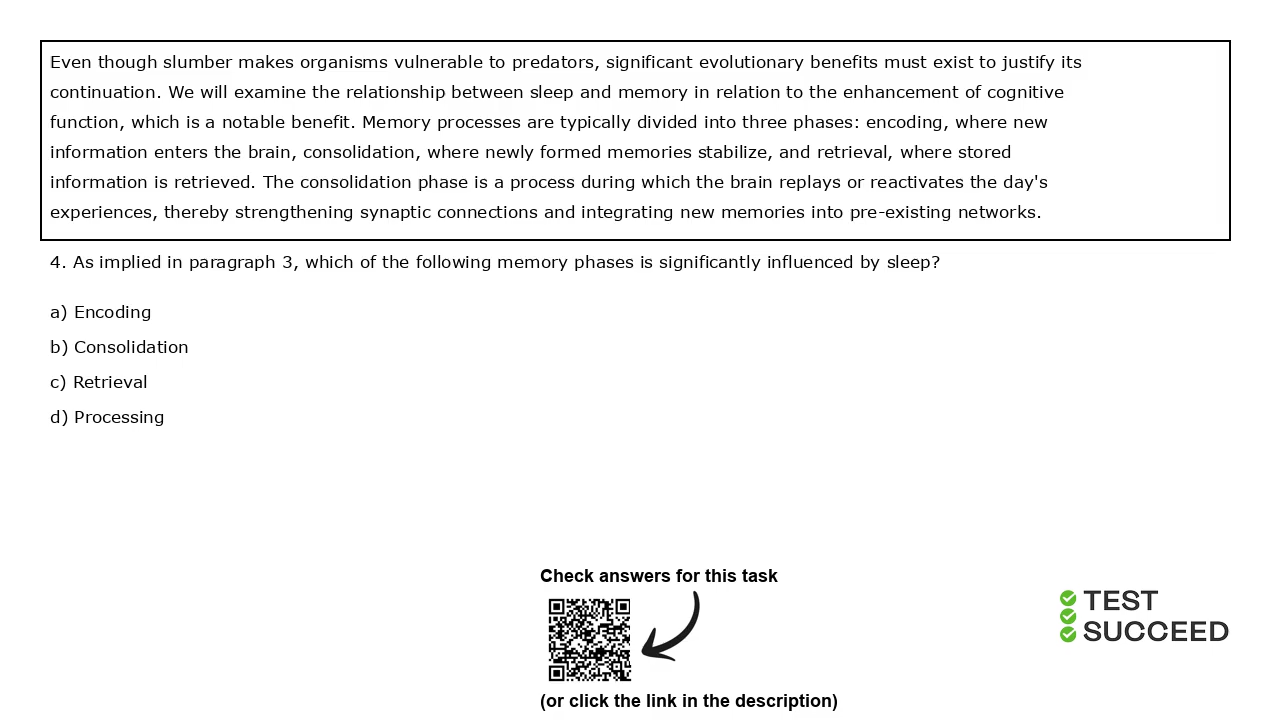 Even though slumber makes organisms vulnerable to predators, significant evolutionary benefits must exist to justify its
continuation. We will examine the relationship between sleep and memory in relation to the enhancement of cognitive
function, which is a notable benefit. Memory processes are typically divided into three phases: encoding, where new
information enters the brain, consolidation, where newly formed memories stabilize, and retrieval, where stored
information is retrieved. The consolidation phase is a process during which the brain replays or reactivates the day's
experiences, thereby strengthening synaptic connections and integrating new memories into pre-existing networks.
4. As implied in paragraph 3, which of the following memory phases is significantly influenced by sleep?
a) Encoding
b) Consolidation
c) Retrieval
d) Processing
Check answers for this task
(or click the link in the description)
TEST
SUCCEED